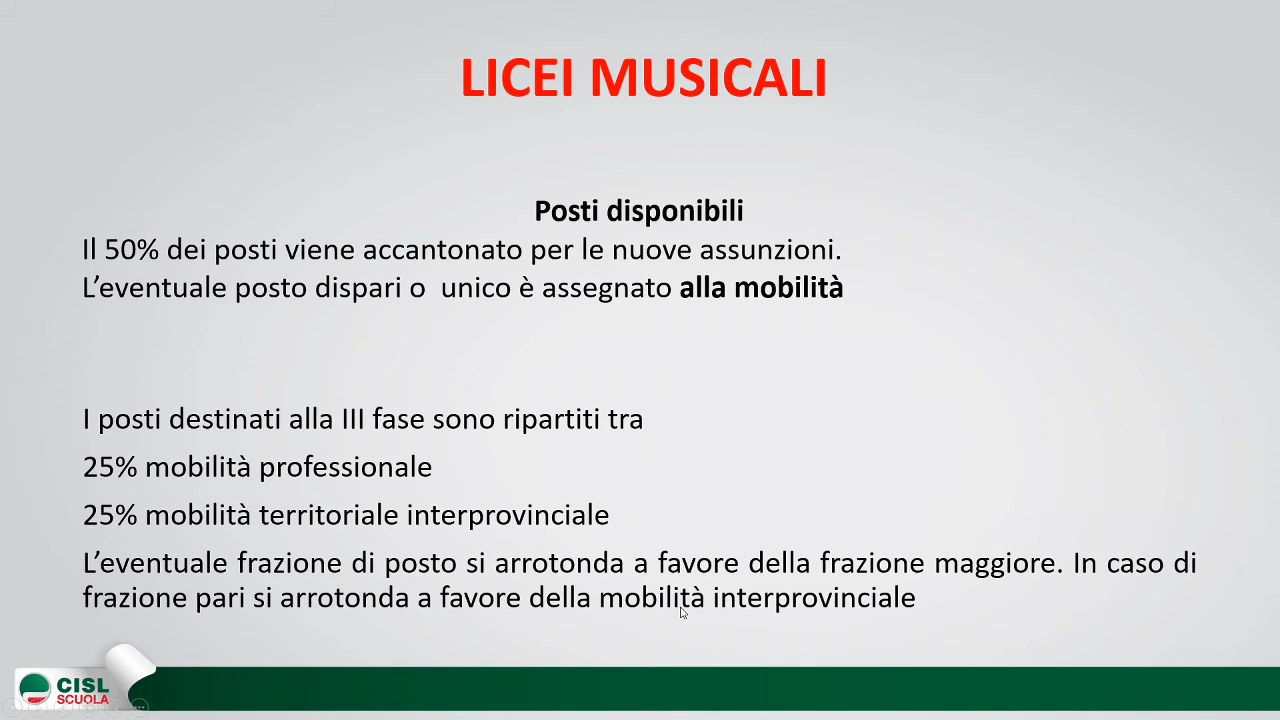 LICEI MUSICALI
Posti disponibili
Il 50% dei posti viene accantonato per le nuove assunzioni.
L’eventuale posto dispari o  unico è assegnato alla mobilità
I posti destinati alla III fase sono ripartiti tra
25% mobilità professionale
25% mobilità territoriale interprovinciale
L’eventuale frazione di posto si arrotonda a favore della frazione maggiore. In caso di
frazione pari si arrotonda a favore della mobilità interprovinciale
CISL
SCUOLA